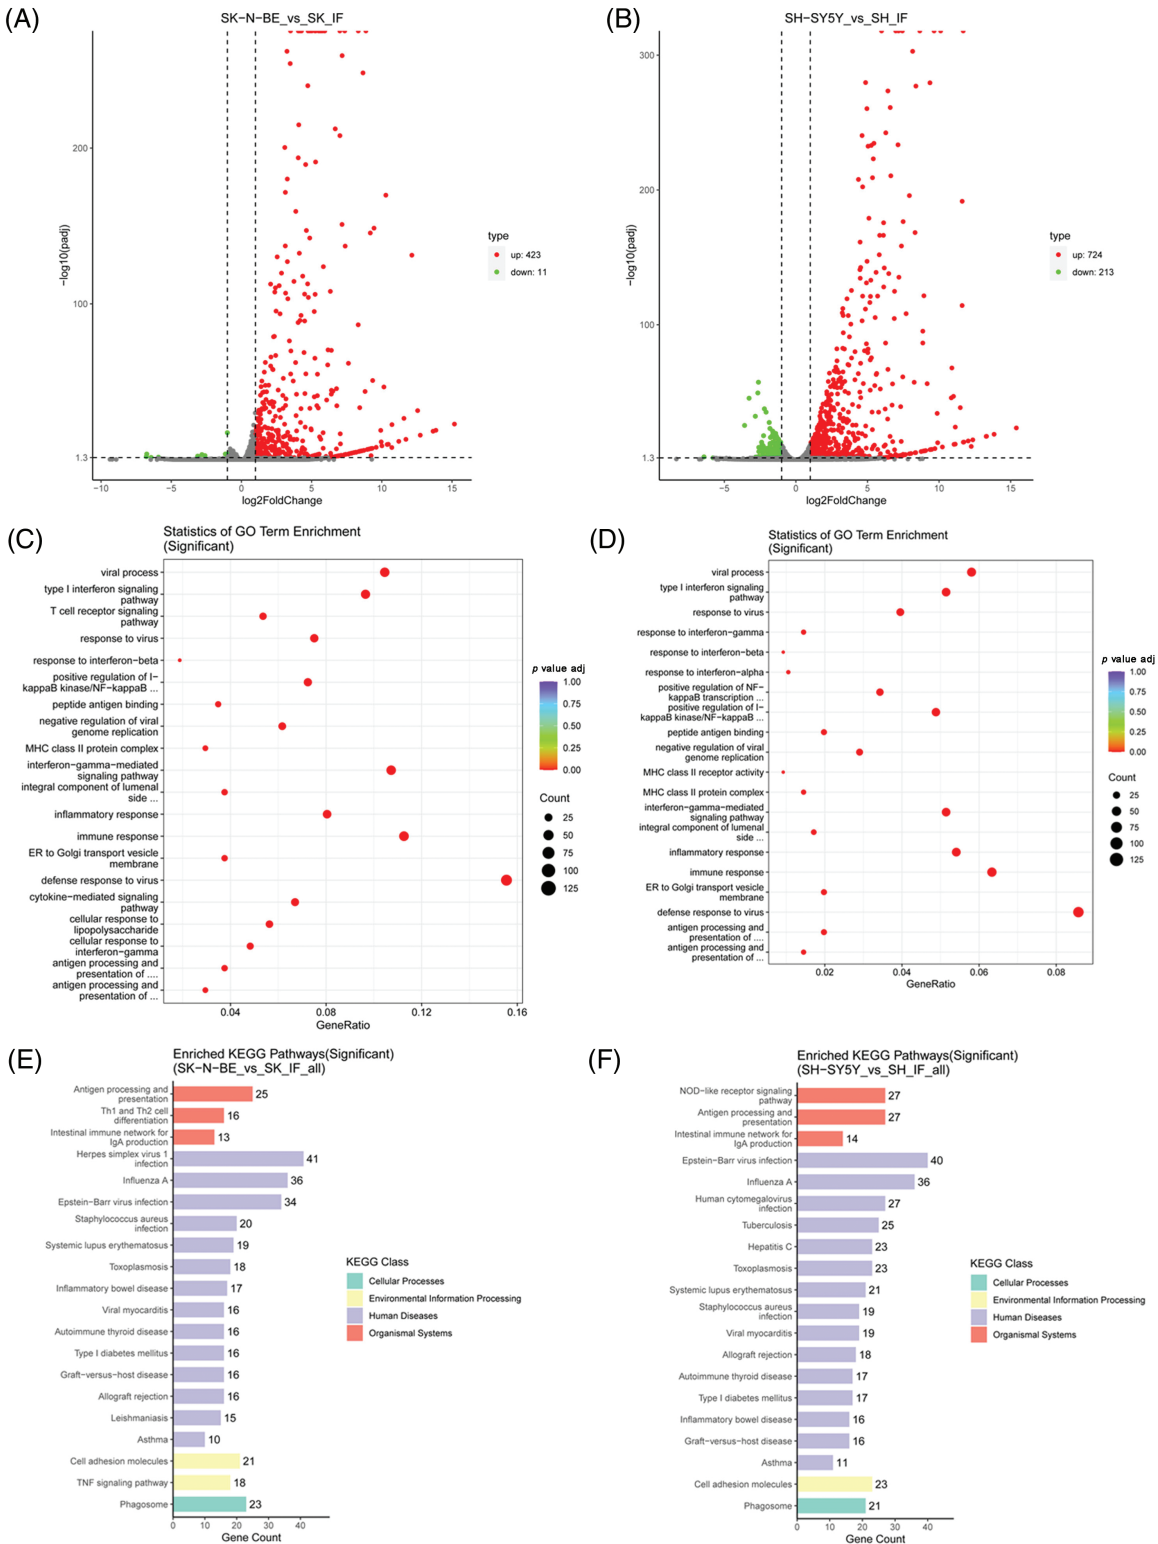 (A)
SK-N-BE_vs_SK_IF
200
100
1.3
-log10(padj)
-10
-5
0
5
10
15
log2FoldChange
type
up: 423
down: 11
(B)
SH-SY5Y_vs_SH_IF
300
200
100
1.3
-log10(padj)
-5
0
5
10
15
log2FoldChange
type
up: 724
down: 213
(C)
Statistics of GO Term Enrichment
(Significant)
viral process
type I interferon signaling
pathway
T cell receptor signaling
pathway
response to virus
response to interferon-beta
positive regulation of I-
kappaB kinase/NF-kappaB ...
peptide antigen binding
negative regulation of viral
genome replication
MHC class II protein complex
interferon-gamma-mediated
signaling pathway
integral component of lumenal
side ...
inflammatory response
immune response
ER to Golgi transport vesicle
membrane
defense response to virus
cytokine-mediated signaling
pathway
cellular response to
lipopolysaccharide
cellular response to
interferon-gamma
antigen processing and
presentation of ....
antigen processing and
presentation of ...
0.04
0.08
0.12
0.16
GeneRatio
p value adj
1.00
0.75
0.50
0.25
0.00
Count
25
50
75
100
125
(D)
Statistics of GO Term Enrichment
(Significant)
viral process
type I interferon signaling
pathway
response to virus
response to interferon-gamma
response to interferon-beta
response to interferon-alpha
positive regulation of NF-
kappaB transcription ...
positive regulation of I-
kappaB kinase/NF-kappaB ...
peptide antigen binding
negative regulation of viral
genome replication
MHC class II receptor activity
MHC class II protein complex
interferon-gamma-mediated
signaling pathway
integral component of lumenal
side ...
inflammatory response
immune response
ER to Golgi transport vesicle
membrane
defense response to virus
antigen processing and
presentation of ....
antigen processing and
presentation of ...
0.02
0.04
0.06
0.08
GeneRatio
p value adj
1.00
0.75
0.50
0.25
0.00
Count
25
50
75
100
125
(E)
Enriched KEGG Pathways(Significant)
(SK-N-BE_vs_SK_IF_all)
Antigen processing and
presentation
25
Th1 and Th2 cell
differentiation
16
Intestinal immune network for
IgA production
13
Herpes simplex virus 1
infection
41
Influenza A
36
Epstein-Barr virus infection
34
Staphylococcus aureus
infection
20
Systemic lupus erythematosus
19
Toxoplasmosis
18
Inflammatory bowel disease
17
Viral myocarditis
16
Autoimmune thyroid disease
16
Type I diabetes mellitus
16
Graft-versus-host disease
16
Allograft rejection
16
Leishmaniasis
15
Asthma
10
Cell adhesion molecules
21
TNF signaling pathway
18
Phagosome
23
0
10
20
30
40
Gene Count
KEGG Class
Cellular Processes
Environmental Information Processing
Human Diseases
Organismal Systems
(F)
Enriched KEGG Pathways(Significant)
(SH-SY5Y_vs_SH_IF_all)
NOD-like receptor signaling
pathway
27
Antigen processing and
presentation
27
Intestinal immune network for
IgA production
14
Epstein-Barr virus infection
40
Influenza A
36
Human cytomegalovirus
infection
27
Tuberculosis
25
Hepatitis C
23
Toxoplasmosis
23
Systemic lupus erythematosus
21
Staphylococcus aureus
infection
19
Viral myocarditis
19
Allograft rejection
18
Autoimmune thyroid disease
17
Type I diabetes mellitus
17
Inflammatory bowel disease
16
Graft-versus-host disease
16
Asthma
11
Cell adhesion molecules
23
Phagosome
21
0
10
20
30
40
Gene Count
KEGG Class
Cellular Processes
Environmental Information Processing
Human Diseases
Organismal Systems